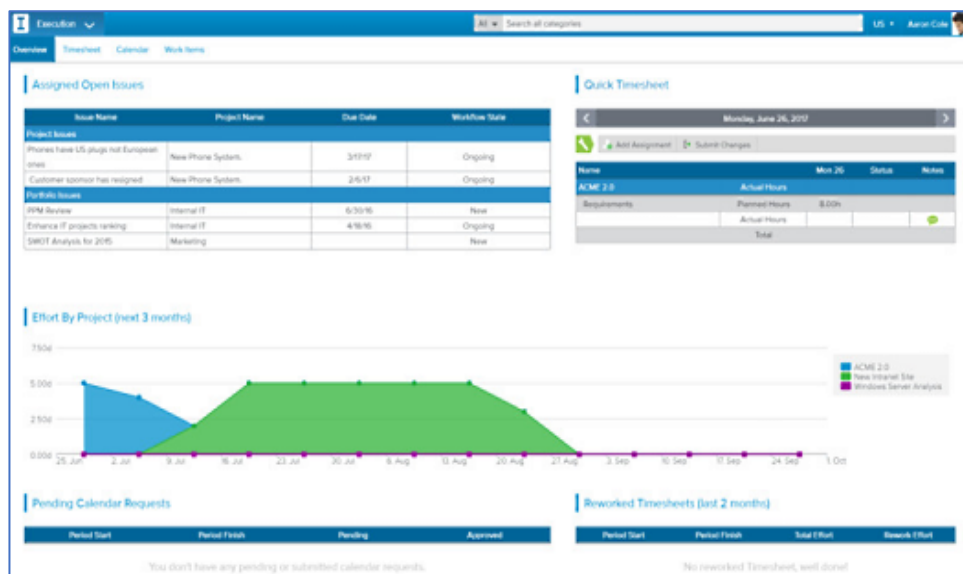 I Execution
All Search all categories
US Aaron Cole
Overview Timesheet Calendar Work Items
Assigned Open Issues
Issue Name Project Name Due Date Workflow State
Project Issues
Phones have US plugs not European
ones
New Phone System. 3/17/17 Ongoing
Customer sponsor has resigned New Phone System. 2/6/17 Ongoing
Portfolio Issues
PPM Review Internal IT 6/30/16 New
Enhance IT projects ranking Internal IT 4/18/16 Ongoing
SWOT Analysis for 2015 Marketing New
Quick Timesheet
Monday, June 26, 2017
Add Assignment Submit Changes
Name Mon 26 Status Notes
ACME 2.0 Actual Hours
Requirements Planned Hours 8.00h
Actual Hours
Total
Effort By Project (next 3 months)
7.50d
5.00d
2.50d
0.00d
25. Jun 2. Jul 9. Jul 16. Jul 23. Jul 30. Jul 6. Aug 13. Aug 20. Aug 27. Aug 3. Sep 10. Sep 17. Sep 24. Sep 1. Oct
ACME 2.0
New Intranet Site
Windows Server Analysis
Pending Calendar Requests
Period Start Period Finish Pending Approved
You don't have any pending or submitted calendar requests.
Reworked Timesheets (last 2 months)
Period Start Period Finish Total Effort Rework Effort
No reworked Timesheet, well done!